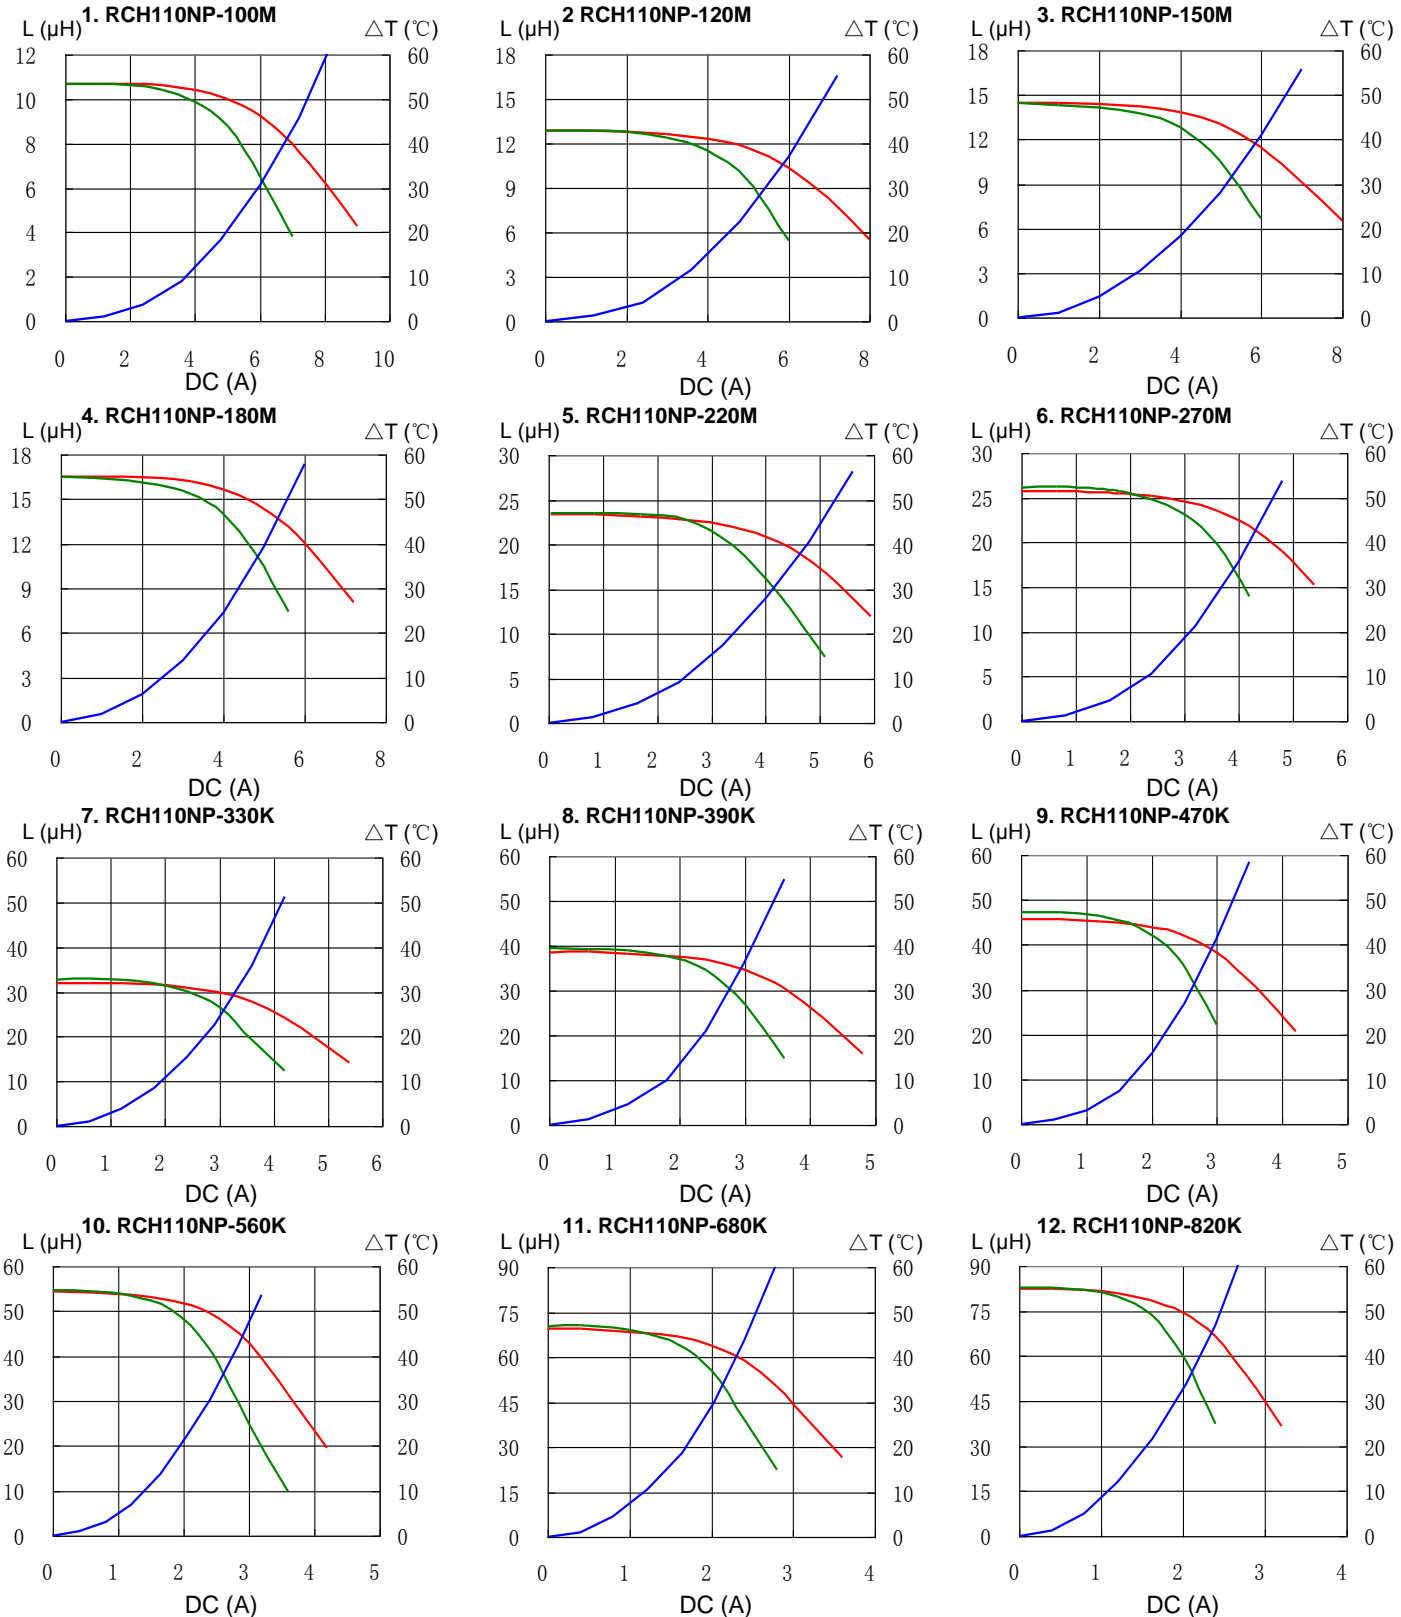 1. RCH110NP-100M
L (µH)
△T (℃)
12
10
8
6
4
2
0
60
50
40
30
20
10
0
0 2 4 6 8 10
DC (A)
2 RCH110NP-120M
L (µH)
△T (℃)
18
15
12
9
6
3
0
60
50
40
30
20
10
0
0 2 4 6 8
DC (A)
3. RCH110NP-150M
L (µH)
△T (℃)
18
15
12
9
6
3
0
60
50
40
30
20
10
0
0 2 4 6 8
DC (A)
4. RCH110NP-180M
L (µH)
△T (℃)
18
15
12
9
6
3
0
60
50
40
30
20
10
0
0 2 4 6 8
DC (A)
5. RCH110NP-220M
L (µH)
△T (℃)
30
25
20
15
10
5
0
60
50
40
30
20
10
0
0 1 2 3 4 5 6
DC (A)
6. RCH110NP-270M
L (µH)
△T (℃)
30
25
20
15
10
5
0
60
50
40
30
20
10
0
0 1 2 3 4 5 6
DC (A)
7. RCH110NP-330K
L (µH)
△T (℃)
60
50
40
30
20
10
0
60
50
40
30
20
10
0
0 1 2 3 4 5 6
DC (A)
8. RCH110NP-390K
L (µH)
△T (℃)
60
50
40
30
20
10
0
60
50
40
30
20
10
0
0 1 2 3 4 5
DC (A)
9. RCH110NP-470K
L (µH)
△T (℃)
60
50
40
30
20
10
0
60
50
40
30
20
10
0
0 1 2 3 4 5
DC (A)
10. RCH110NP-560K
L (µH)
△T (℃)
60
50
40
30
20
10
0
60
50
40
30
20
10
0
0 1 2 3 4 5
DC (A)
11. RCH110NP-680K
L (µH)
△T (℃)
90
75
60
45
30
15
0
60
50
40
30
20
10
0
0 1 2 3 4
DC (A)
12. RCH110NP-820K
L (µH)
△T (℃)
90
75
60
45
30
15
0
60
50
40
30
20
10
0
0 1 2 3 4
DC (A)